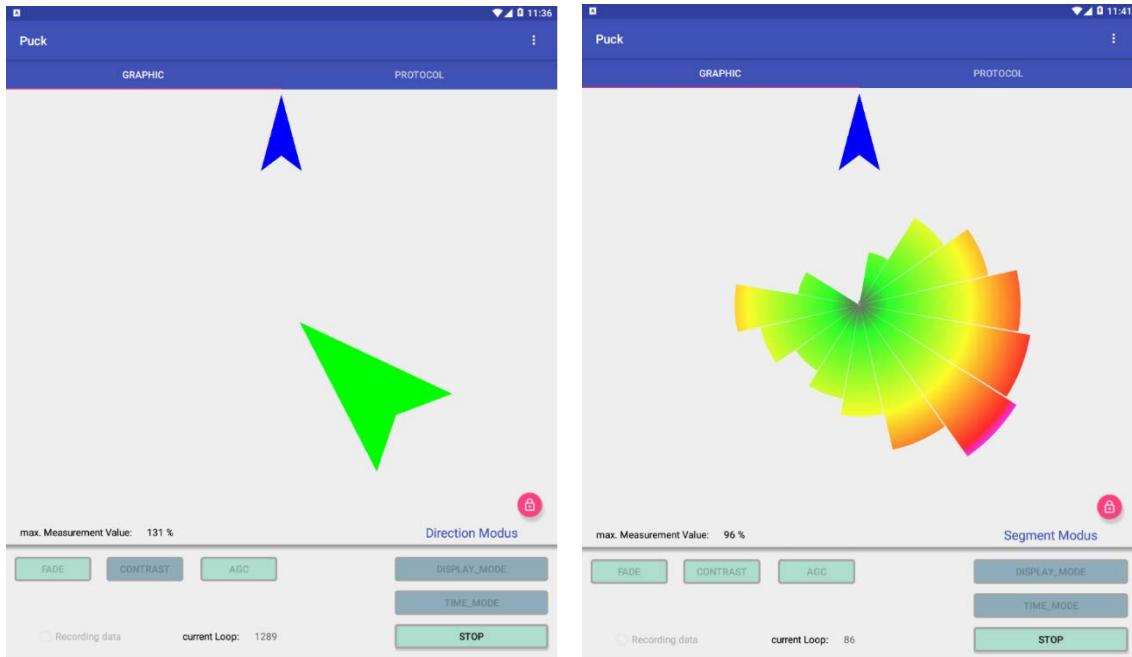 11:36
Puck
GRAPHIC PROTOCOL
max. Measurement Value: 131 %
Direction Modus
FADE CONTRAST AGC DISPLAY_MODE
TIME_MODE
Recording data current Loop: 1289 STOP
11:41
Puck
GRAPHIC PROTOCOL
max. Measurement Value: 96 %
Segment Modus
FADE CONTRAST AGC DISPLAY_MODE
TIME_MODE
Recording data current Loop: 86 STOP